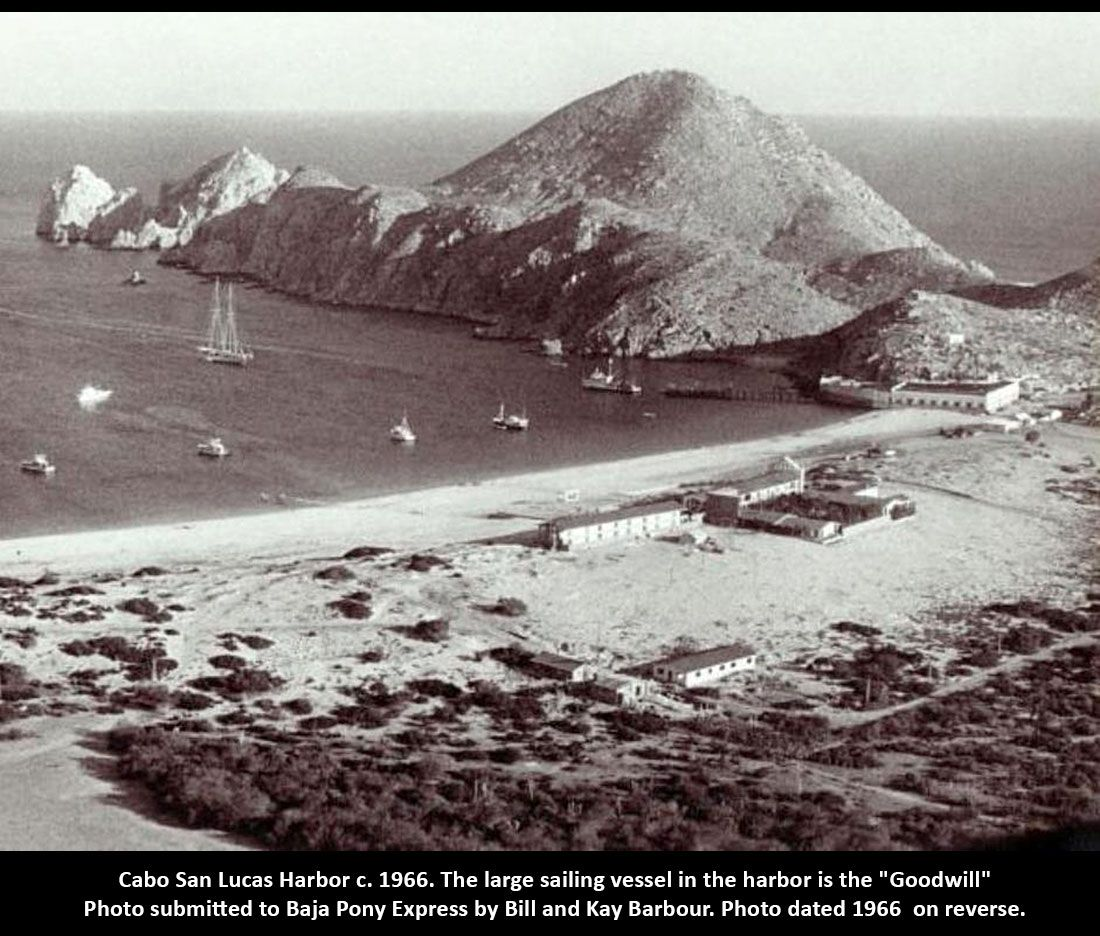 Cabo San Lucas Harbor c. 1966. The large sailing vessel in the harbor is the "Goodwill"
Photo submitted to Baja Pony Express by Bill and Kay Barbour. Photo dated 1966  on reverse.